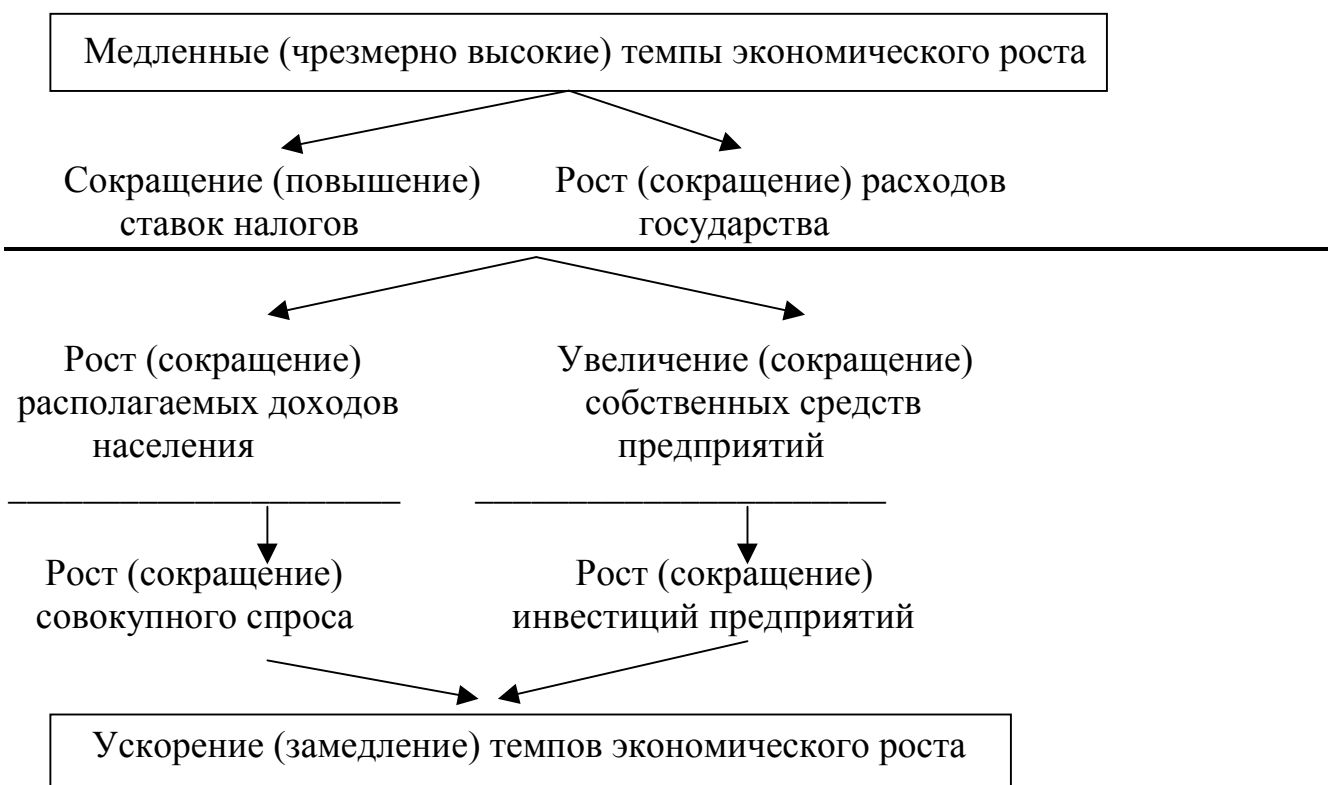 Медленные (чрезмерно высокие) темпы экономического роста
Сокращение (повышение)
ставок налогов
Рост (сокращение) расходов
государства
Рост (сокращение)
располагаемых доходов
населения
Увеличение (сокращение)
собственных средств
предприятий
Рост (сокращение)
совокупного спроса
Рост (сокращение)
инвестиций предприятий
Ускорение (замедление) темпов экономического роста